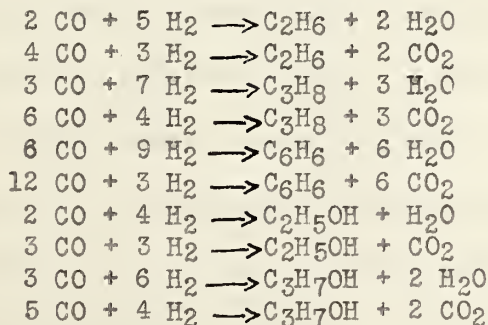 2 CO + 5 H2 → C2H6 + 2 H2O
4 CO + 3 H2 → C2H6 + 2 CO2
3 CO + 7 H2 → C3H8 + 3 H2O
6 CO + 4 H2 → C3H8 + 3 CO2
6 CO + 9 H2 → C6H6 + 6 H2O
12 CO + 3 H2 → C6H6 + 6 CO2
2 CO + 4 H2 → C2H5OH + H2O
3 CO + 3 H2 → C2H5OH + CO2
3 CO + 6 H2 → C3H7OH + 2 H2O
5 CO + 4 H2 → C3H7OH + 2 CO2